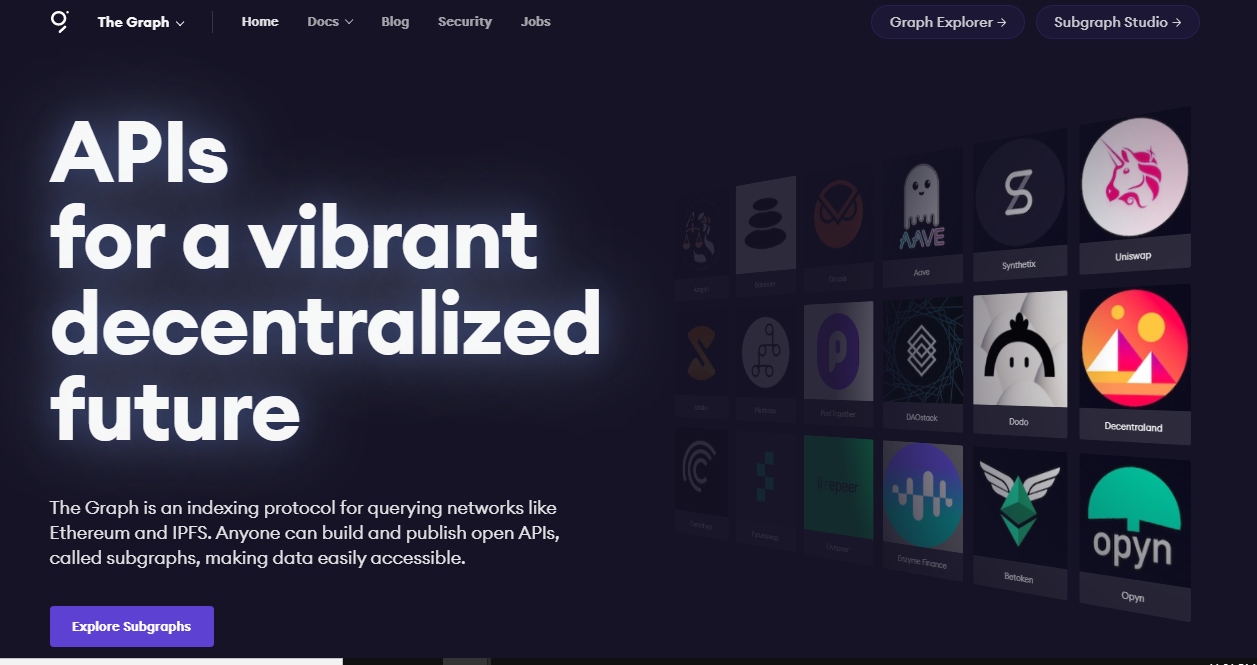 The Graph
Home
Docs
Blog
Security
Jobs
Graph Explorer →
Subgraph Studio →
APIs
for a vibrant
decentralized
future
The Graph is an indexing protocol for querying networks like
Ethereum and IPFS. Anyone can build and publish open APIs,
called subgraphs, making data easily accessible.
Explore Subgraphs
AAVE
Aave
Synthetix
Uniswap
PoolTogether
DAOstack
Dodo
Decentraland
Livepeer
Enzyme Finance
Betoken
opyn
Opyn